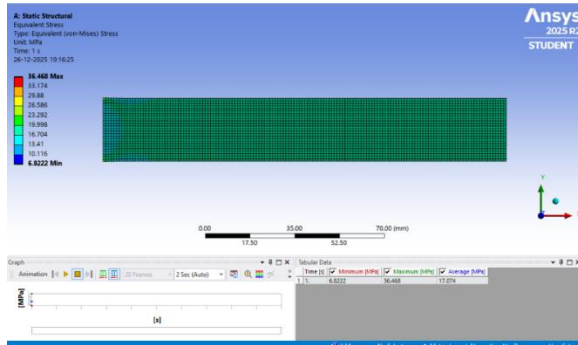 A: Static Structural
Equivalent Stress
Type: Equivalent (von-Mises) Stress
Unit: MPa
Time: 1 s
26-12-2025 10:16:25
36.468 Max
33.174
29.88
26.586
23.292
19.998
16.704
13.41
10.116
6.8222 Min
Ansys
2025 R2
STUDENT
Y
0.00
35.00
70.00 (mm)
17.50
52.50
Graph
Animation
20 Frames
2 Sec (Auto)
[MPa]
[s]
Tabular Data
Time [s]
Minimum [MPa]
Maximum [MPa]
Average [MPa]
1
1.
6.8222
36.468
17.074